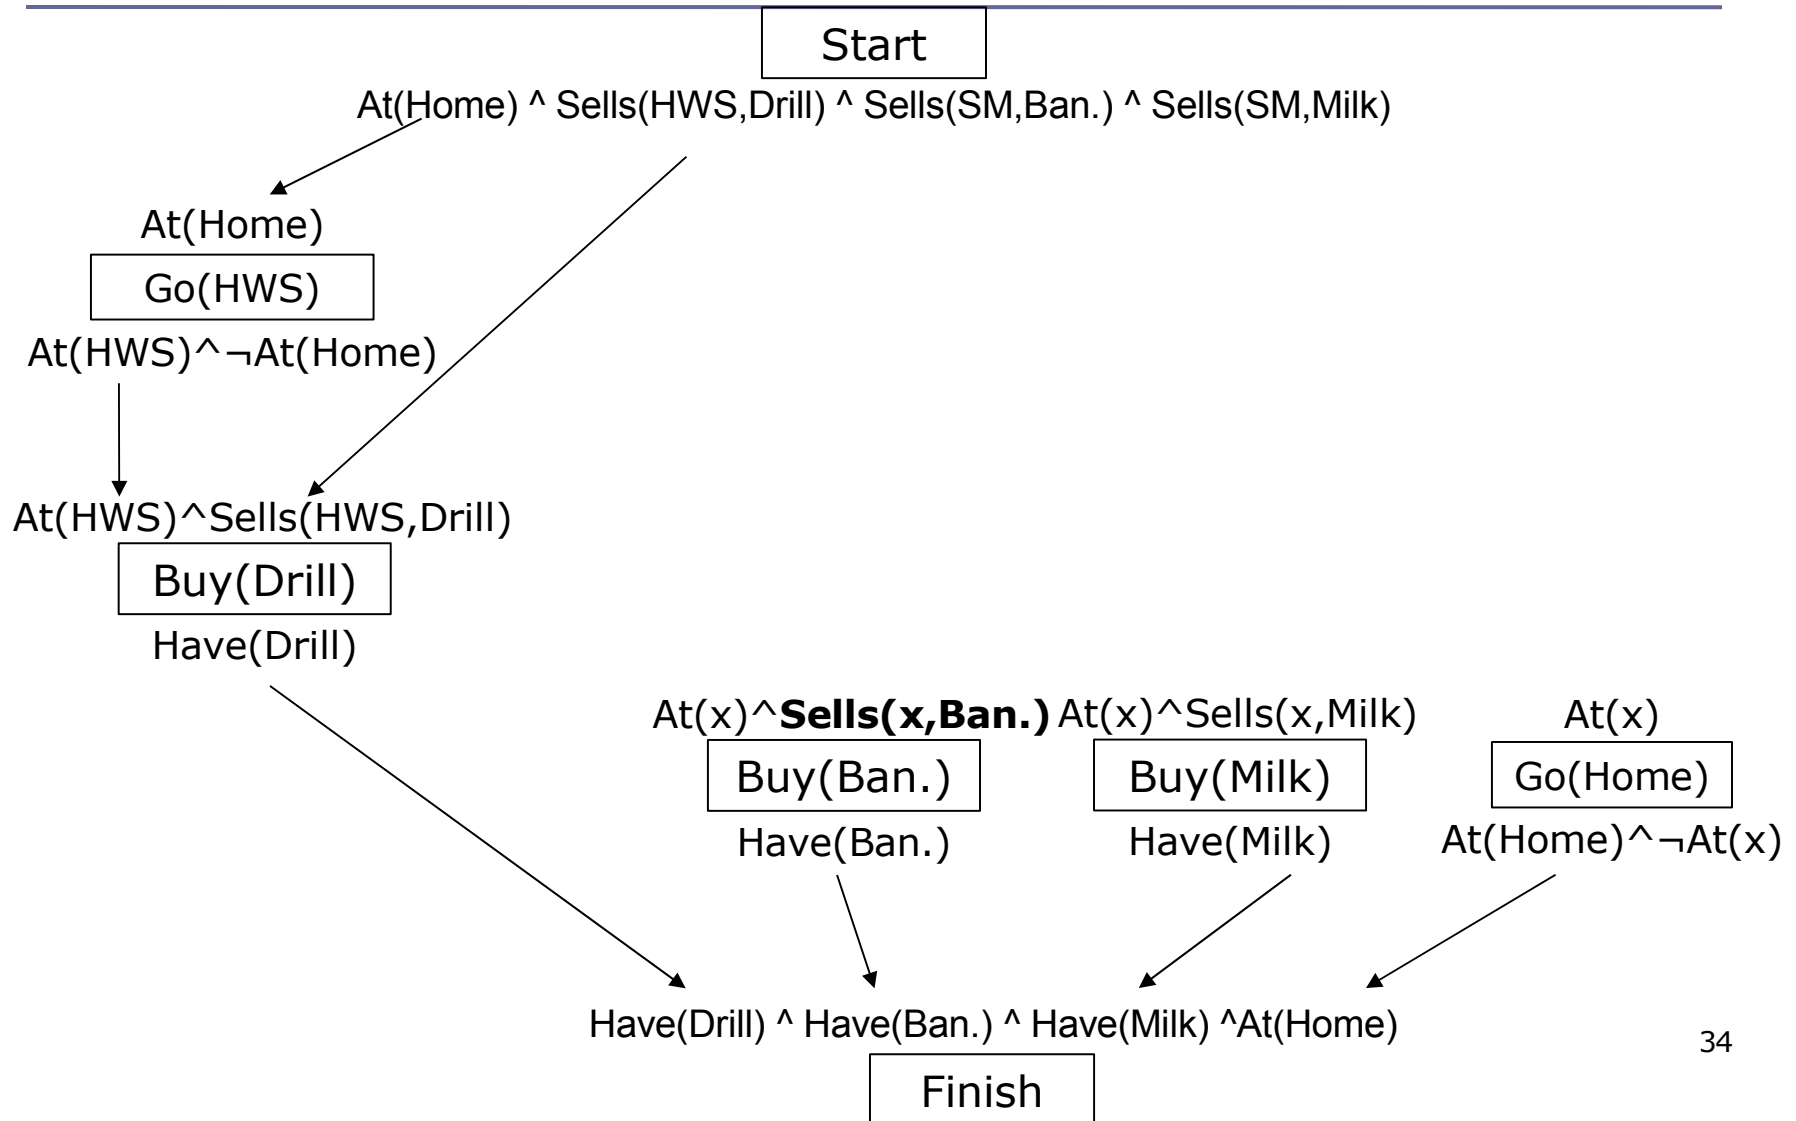 Start
At(Home) ^ Sells(HWS,Drill) ^ Sells(SM,Ban.) ^ Sells(SM,Milk)
At(Home)
Go(HWS)
At(HWS)^¬At(Home)
At(HWS)^Sells(HWS,Drill)
Buy(Drill)
Have(Drill)
At(x)^Sells(x,Ban.) At(x)^Sells(x,Milk) At(x)
Buy(Ban.) Buy(Milk) Go(Home)
Have(Ban.) Have(Milk) At(Home)^¬At(x)
Have(Drill) ^ Have(Ban.) ^ Have(Milk) ^At(Home)
34
Finish